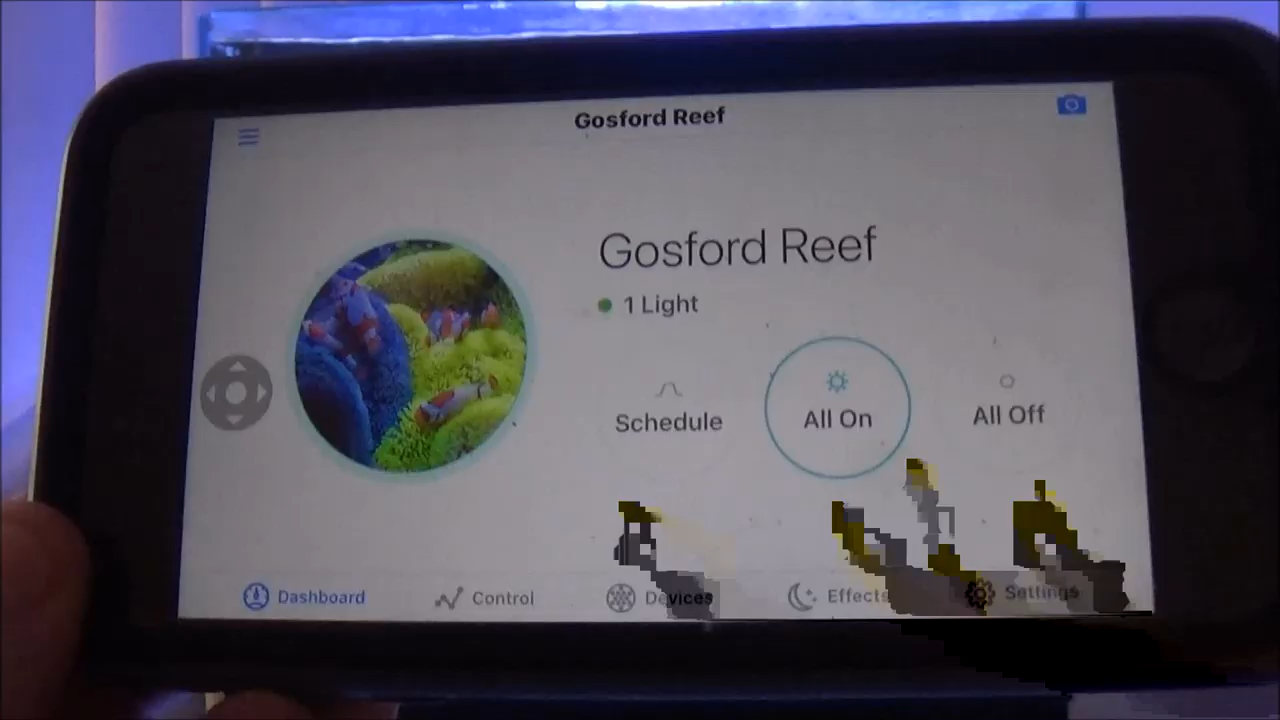 Gosford Reef
Gosford Reef
1 Light
Schedule
All On
All Off
Dashboard
Control
Devices
Effects
Settings